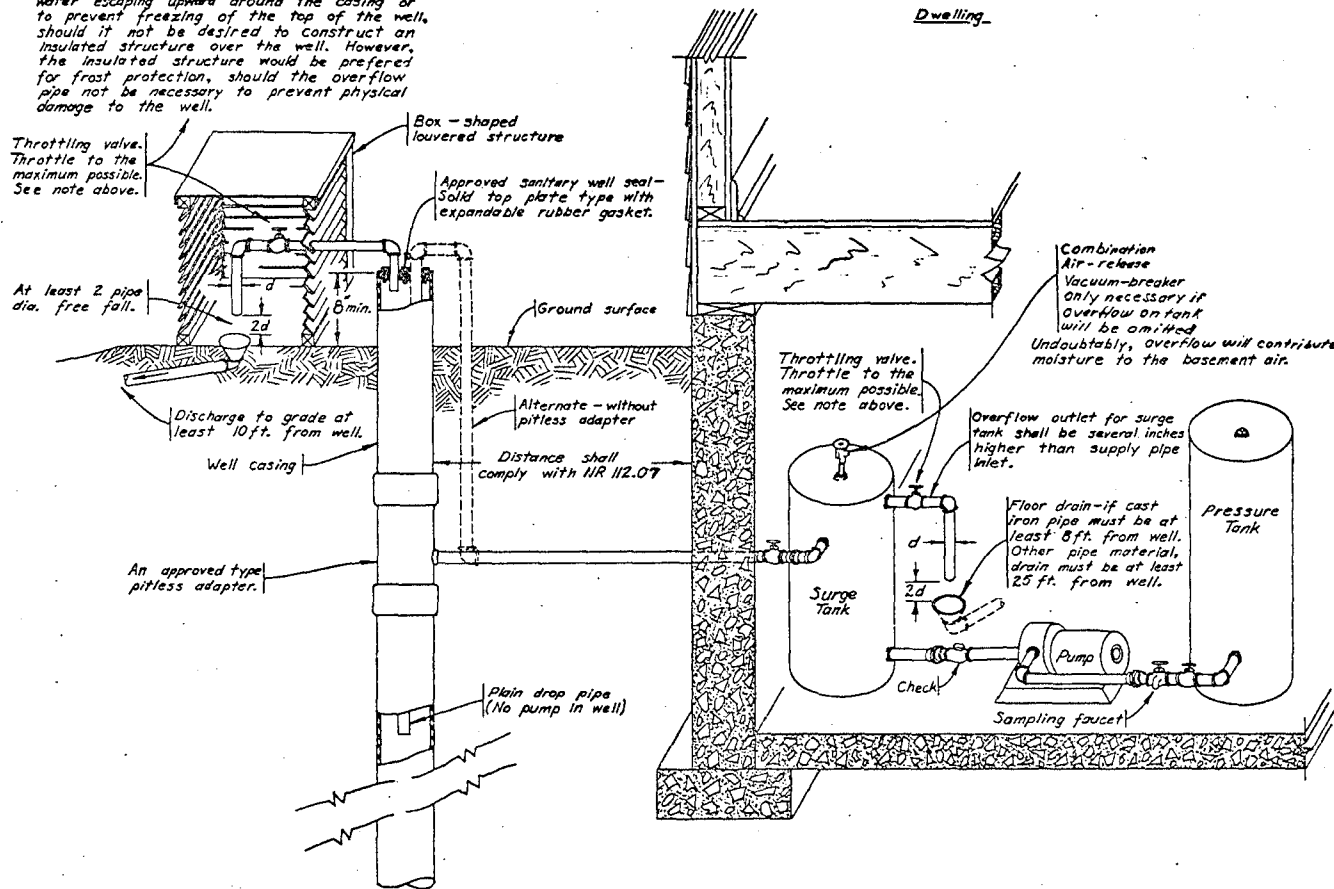 water escaping upward around the casing or
to prevent freezing of the top of the well,
should it not be desired to construct an
insulated structure over the well. However,
the insulated structure would be prefered
for frost protection, should the overflow
pipe not be necessary to prevent physical
damage to the well.
Dwelling
Throttling valve.
Throttle to the
maximum possible.
See note above.
Box - shaped
louvered structure
Approved sanitary well seal-
Solid top plate type with
expandable rubber gasket.
At least 2 pipe
dia. free fall.
d
2d
8"min.
Ground surface
Discharge to grade at
least 10 ft. from well.
Well casing
Alternate - without
pitless adapter
Distance shall
comply with NR 112.07
An approved type
pitless adapter.
Plain drop pipe
(No pump in well)
Combination
Air-release
Vacuum-breaker
only necessary if
overflow on tank
will be omitted
Undoubtably, overflow will contribute
moisture to the basement air.
Throttling valve.
Throttle to the
maximum possible.
See note above.
Overflow outlet for surge
tank shall be several inches
higher than supply pipe
inlet.
Floor drain-if cast
iron pipe must be at
least 8 ft. from well.
Other pipe material,
drain must be at least
25 ft. from well.
d
2d
Surge
Tank
Pressure
Tank
Pump
Check
Sampling faucet